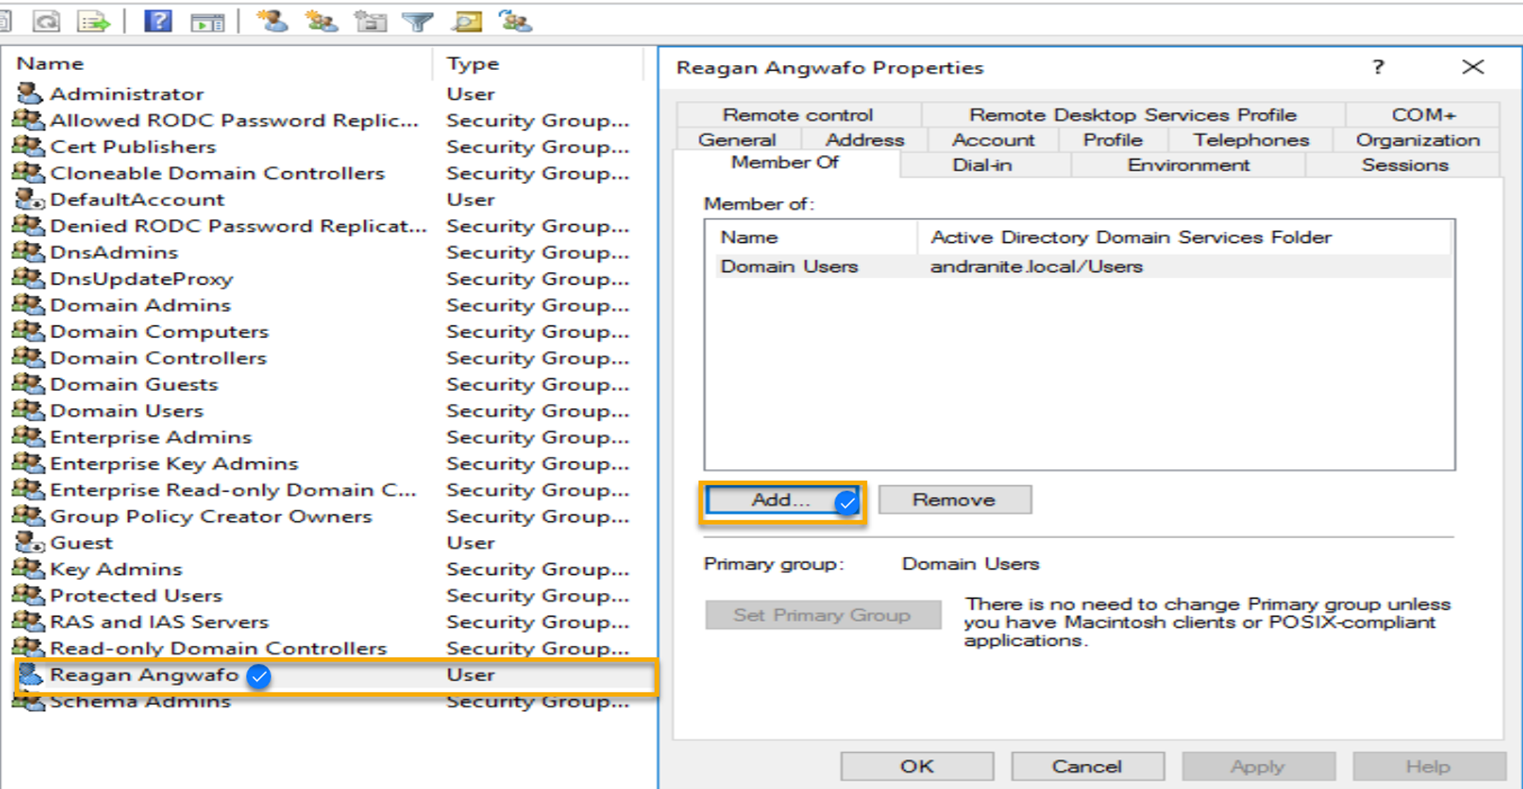 Name Type
Administrator User
Allowed RODC Password Replic... Security Group...
Cert Publishers Security Group...
Cloneable Domain Controllers Security Group...
DefaultAccount User
Denied RODC Password Replicat... Security Group...
DnsAdmins Security Group...
DnsUpdateProxy Security Group...
Domain Admins Security Group...
Domain Computers Security Group...
Domain Controllers Security Group...
Domain Guests Security Group...
Domain Users Security Group...
Enterprise Admins Security Group...
Enterprise Key Admins Security Group...
Enterprise Read-only Domain C... Security Group...
Group Policy Creator Owners Security Group...
Guest User
Key Admins Security Group...
Protected Users Security Group...
RAS and IAS Servers Security Group...
Read-only Domain Controllers Security Group...
Reagan Angwafo User
Schema Admins Security Group...
Reagan Angwafo Properties ?
Remote control Remote Desktop Services Profile COM+
General Address Account Profile Telephones Organization
Member Of Dial-in Environment Sessions
Member of:
Name Active Directory Domain Services Folder
Domain Users andranite.local/Users
Add... Remove
Primary group: Domain Users
Set Primary Group
There is no need to change Primary group unless
you have Macintosh clients or POSIX-compliant
applications.
OK Cancel Apply Help